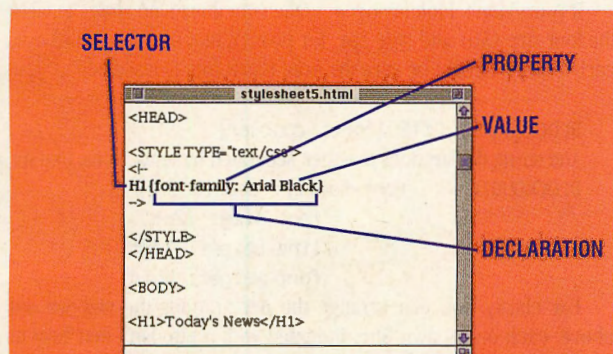 SELECTOR
PROPERTY
stylesheet5.html
<HEAD>
VALUE
<STYLE TYPE="text/css">
<!--
H1{font-family: Arial Black}
-->
</STYLE>
DECLARATION
</HEAD>
<BODY>
<H1>Today's News</H1>